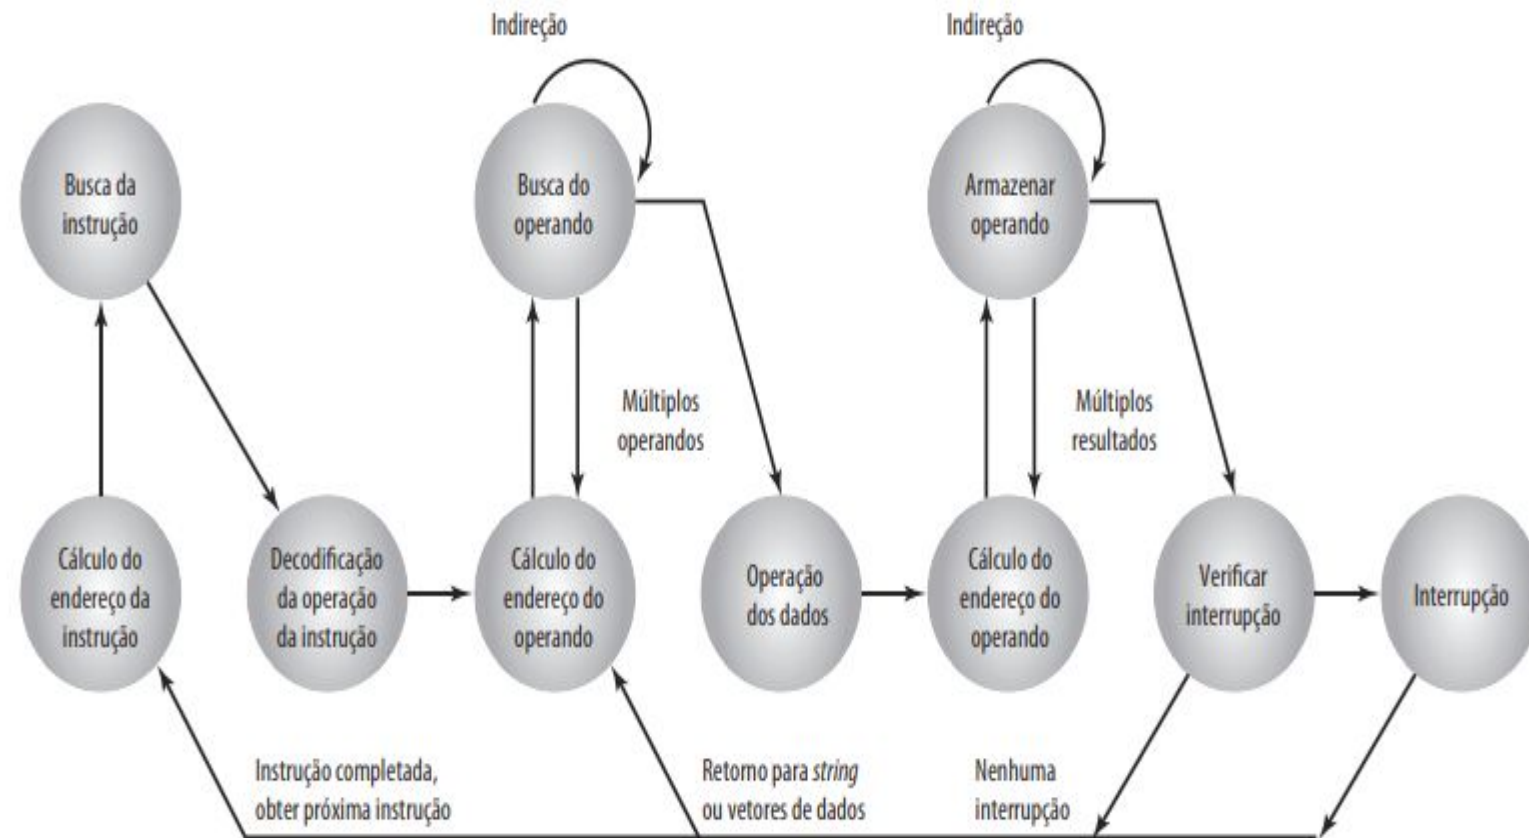 Indireção
Indireção
Busca da
instrução
Busca do
operando
Armazenar
operando
Múltiplos
operandos
Múltiplos
resultados
Cálculo do
endereço da
instrução
Decodificação
da operação
da instrução
Cálculo do
endereço do
operando
Operação
dos dados
Cálculo do
endereço do
operando
Verificar
interrupção
Interrupção
Instrução completada,
obter próxima instrução
Retorno para string
ou vetores de dados
Nenhuma
interrupção